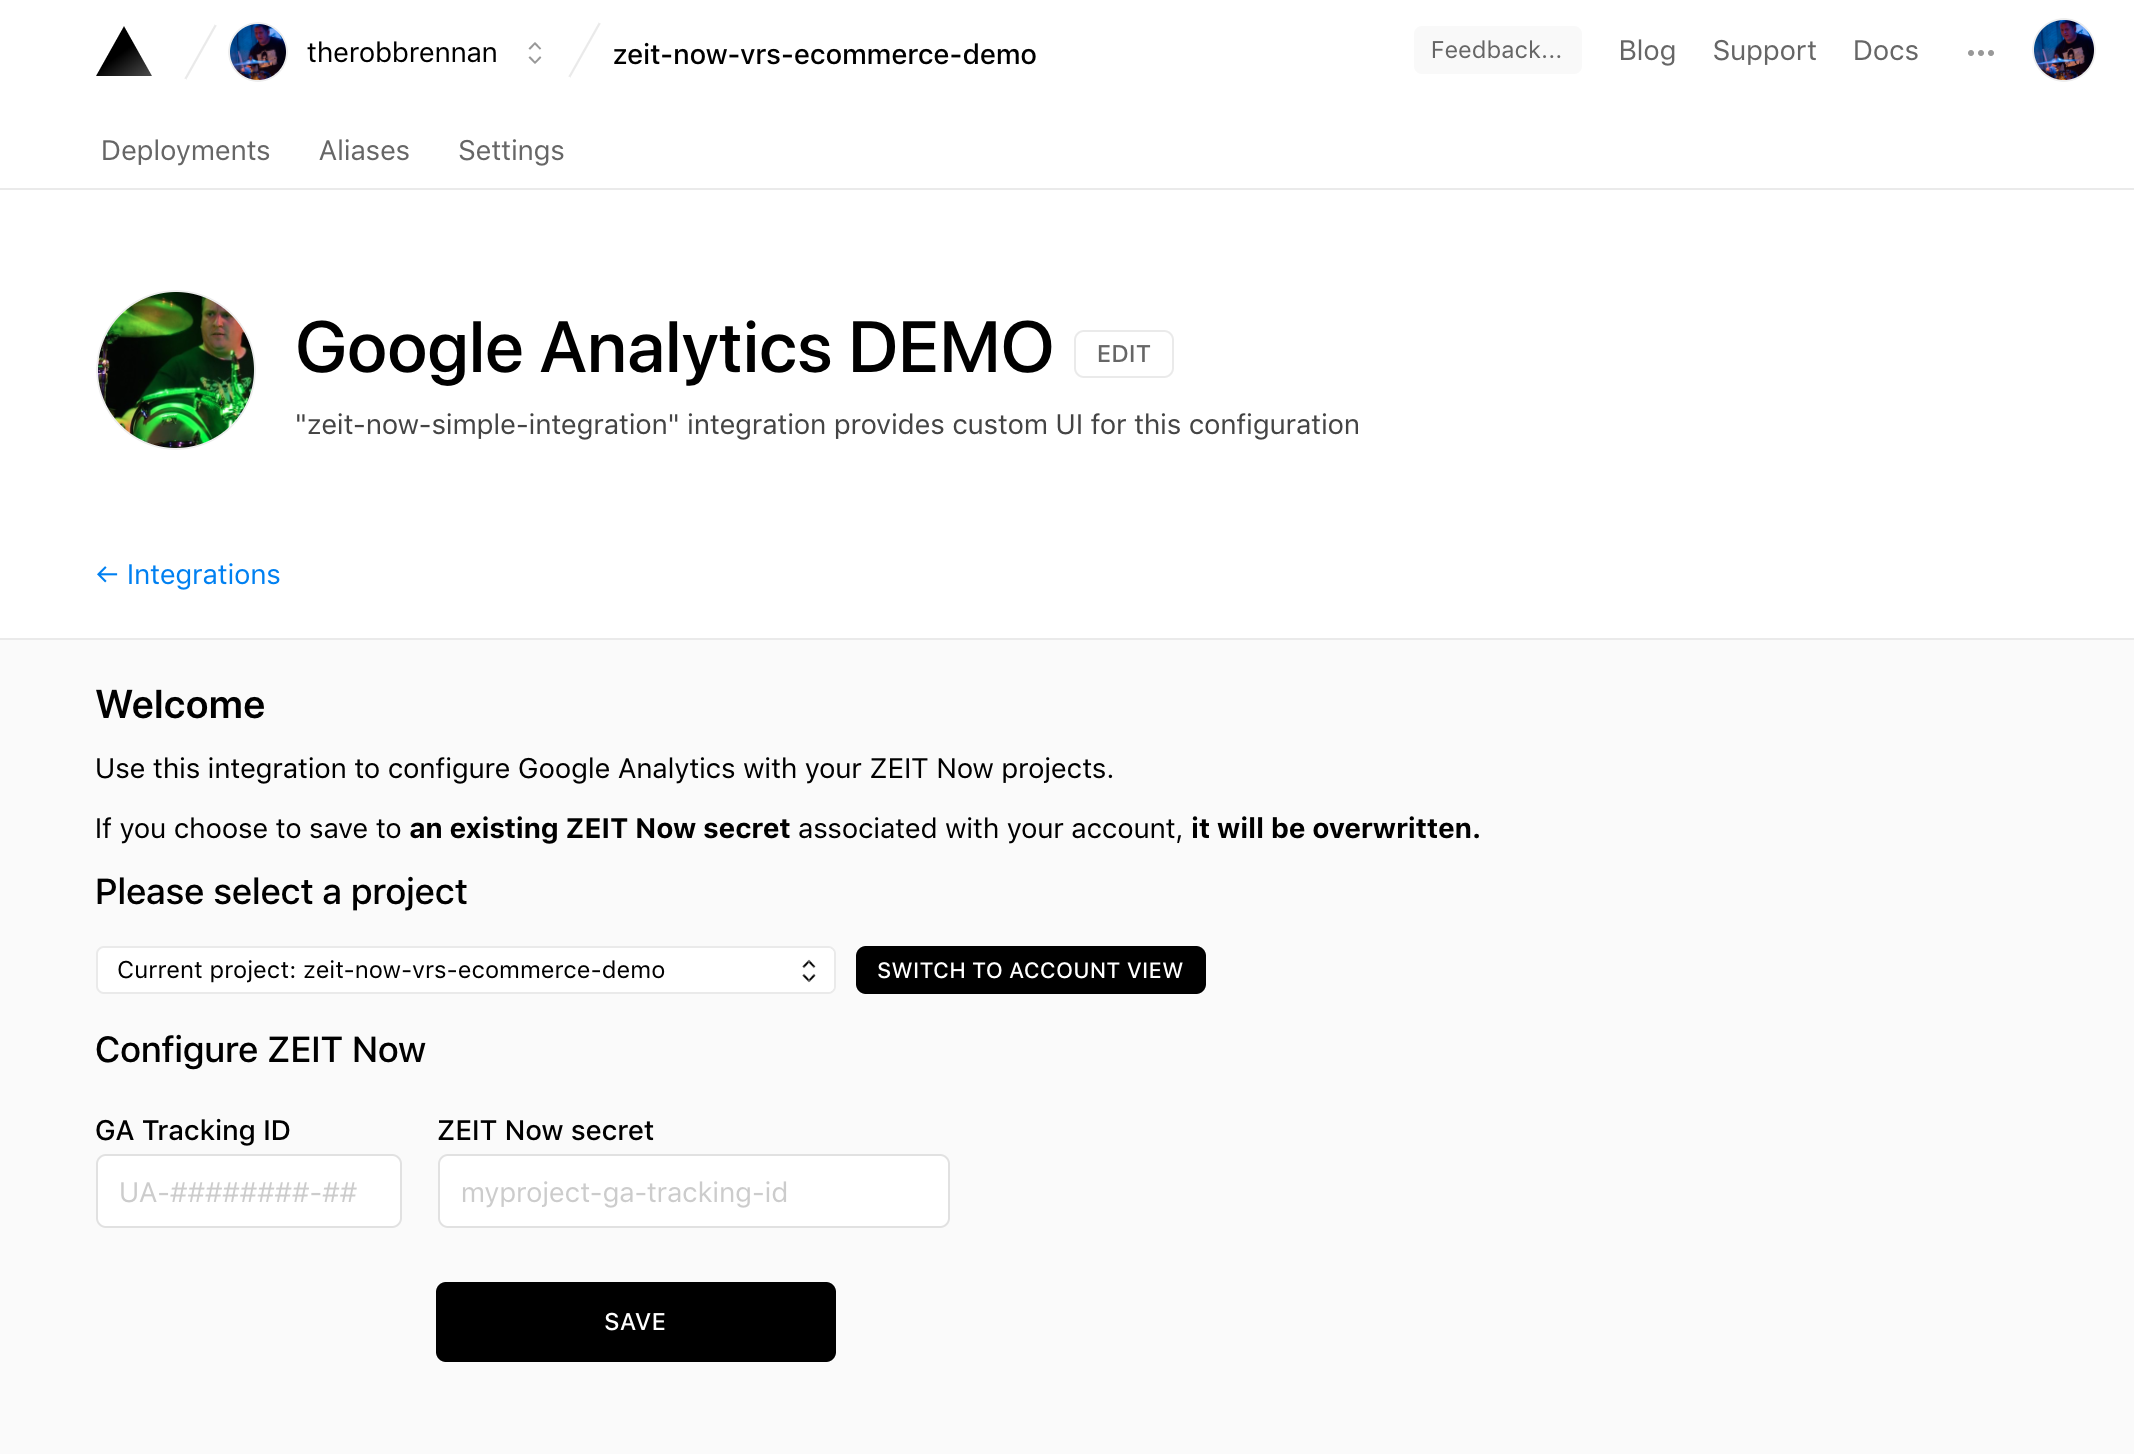 therobbrennan
zeit-now-vrs-ecommerce-demo
Feedback...
Blog
Support
Docs
Deployments
Aliases
Settings
Google Analytics DEMO
EDIT
"zeit-now-simple-integration" integration provides custom UI for this configuration
← Integrations
Welcome
Use this integration to configure Google Analytics with your ZEIT Now projects.
If you choose to save to an existing ZEIT Now secret associated with your account, it will be overwritten.
Please select a project
Current project: zeit-now-vrs-ecommerce-demo
SWITCH TO ACCOUNT VIEW
Configure ZEIT Now
GA Tracking ID
ZEIT Now secret
UA-########-##
myproject-ga-tracking-id
SAVE